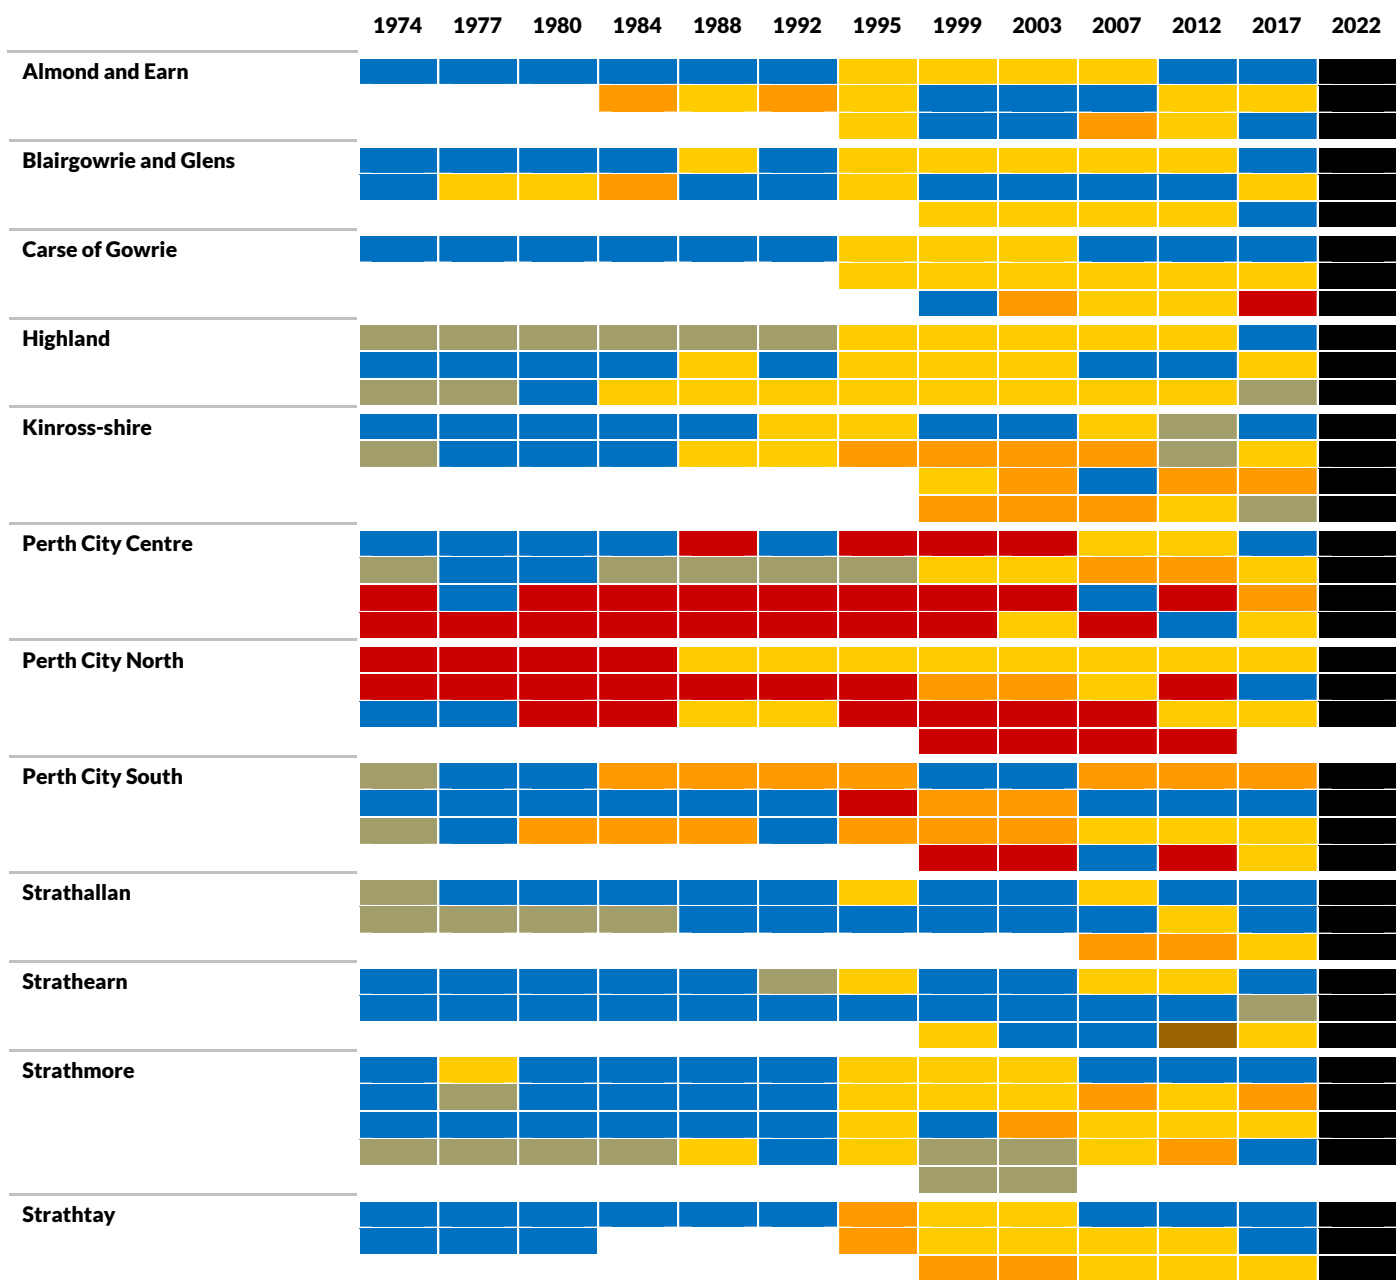 1974 1977 1980 1984 1988 1992 1995 1999 2003 2007 2012 2017 2022
Almond and Earn
Blairgowrie and Glens
Carse of Gowrie
Highland
Kinross-shire
Perth City Centre
Perth City North
Perth City South
Strathallan
Strathearn
Strathmore
Strathtay